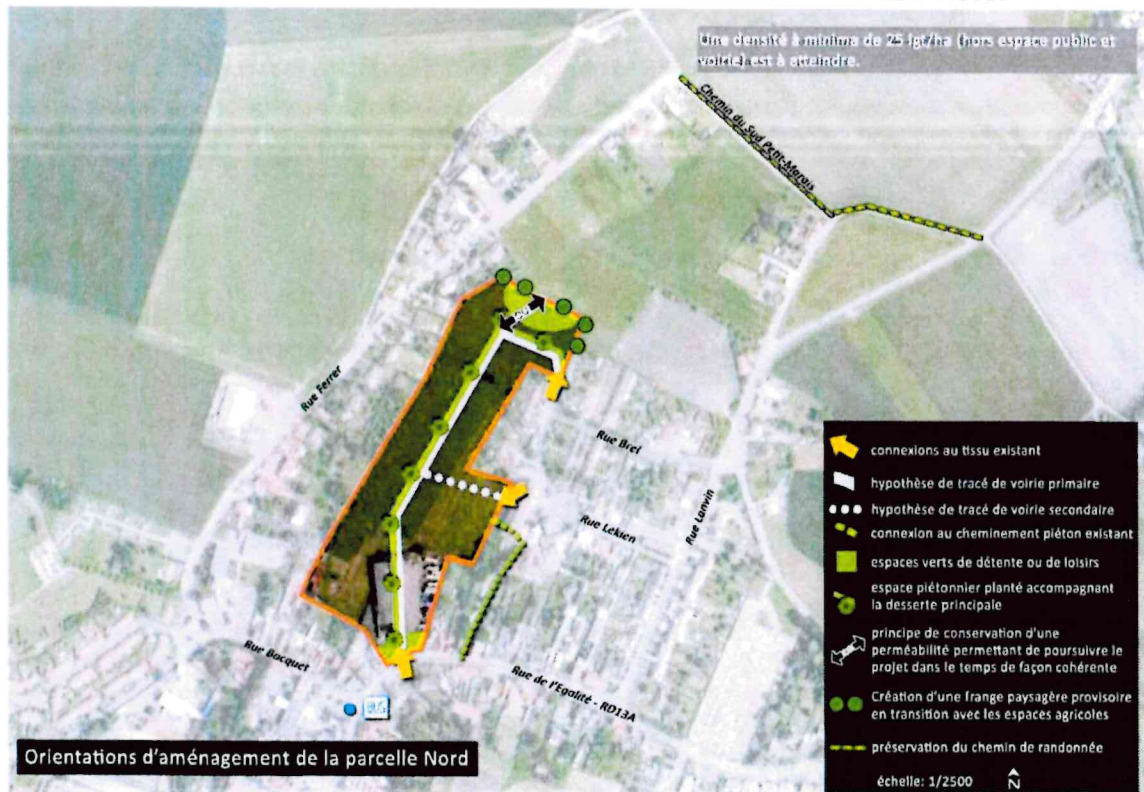 Une densité à minima de 25 lgt/ha (hors espace public et
voirie) est à atteindre.
Chemin du Sud Petit-Marais
Rue Ferrer
Rue Brel
Rue Leksen
Rue Lanvin
Rue Bacquet
Rue de l'Egalité - RD13A
BUS
Orientations d'aménagement de la parcelle Nord
connexions au tissu existant
hypothèse de tracé de voirie primaire
hypothèse de tracé de voirie secondaire
connexion au cheminement piéton existant
espaces verts de détente ou de loisirs
espace piétonnier planté accompagnant
la desserte principale
principe de conservation d'une
perméabilité permettant de poursuivre le
projet dans le temps de façon cohérente
Création d'une frange paysagère provisoire
en transition avec les espaces agricoles
préservation du chemin de randonnée
échelle: 1/2500
N